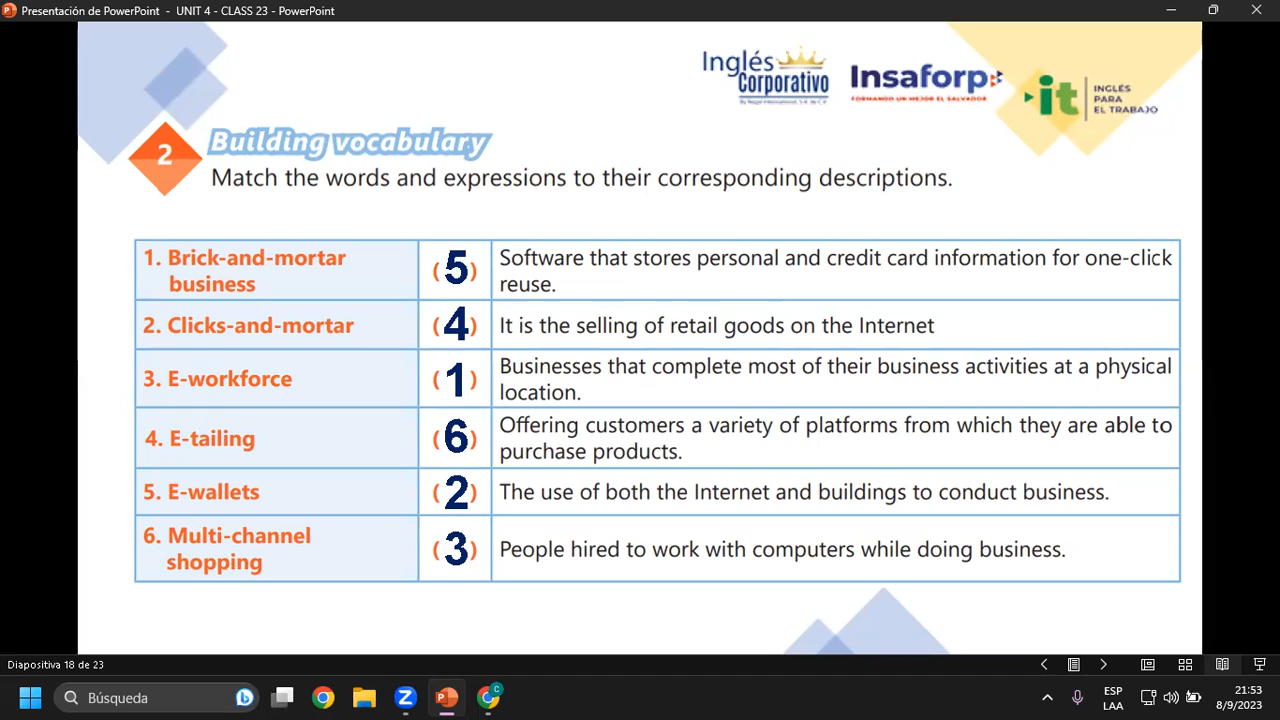 Presentación de PowerPoint - UNIT 4 - CLASS 23 - PowerPoint
Inglés
Corporativo
Insaforp
FORMANDO UN MEJOR EL SALVADOR
it
INGLÉS
PARA
EL TRABAJO
2
Building vocabulary
Match the words and expressions to their corresponding descriptions.
1. Brick-and-mortar
business
(5)
Software that stores personal and credit card information for one-click
reuse.
2. Clicks-and-mortar
(4)
It is the selling of retail goods on the Internet
3. E-workforce
(1)
Businesses that complete most of their business activities at a physical
location.
4. E-tailing
(6)
Offering customers a variety of platforms from which they are able to
purchase products.
5. E-wallets
(2)
The use of both the Internet and buildings to conduct business.
6. Multi-channel
shopping
(3)
People hired to work with computers while doing business.
Diapositiva 18 de 23
Búsqueda
ESP
LAA
21:53
8/9/2023